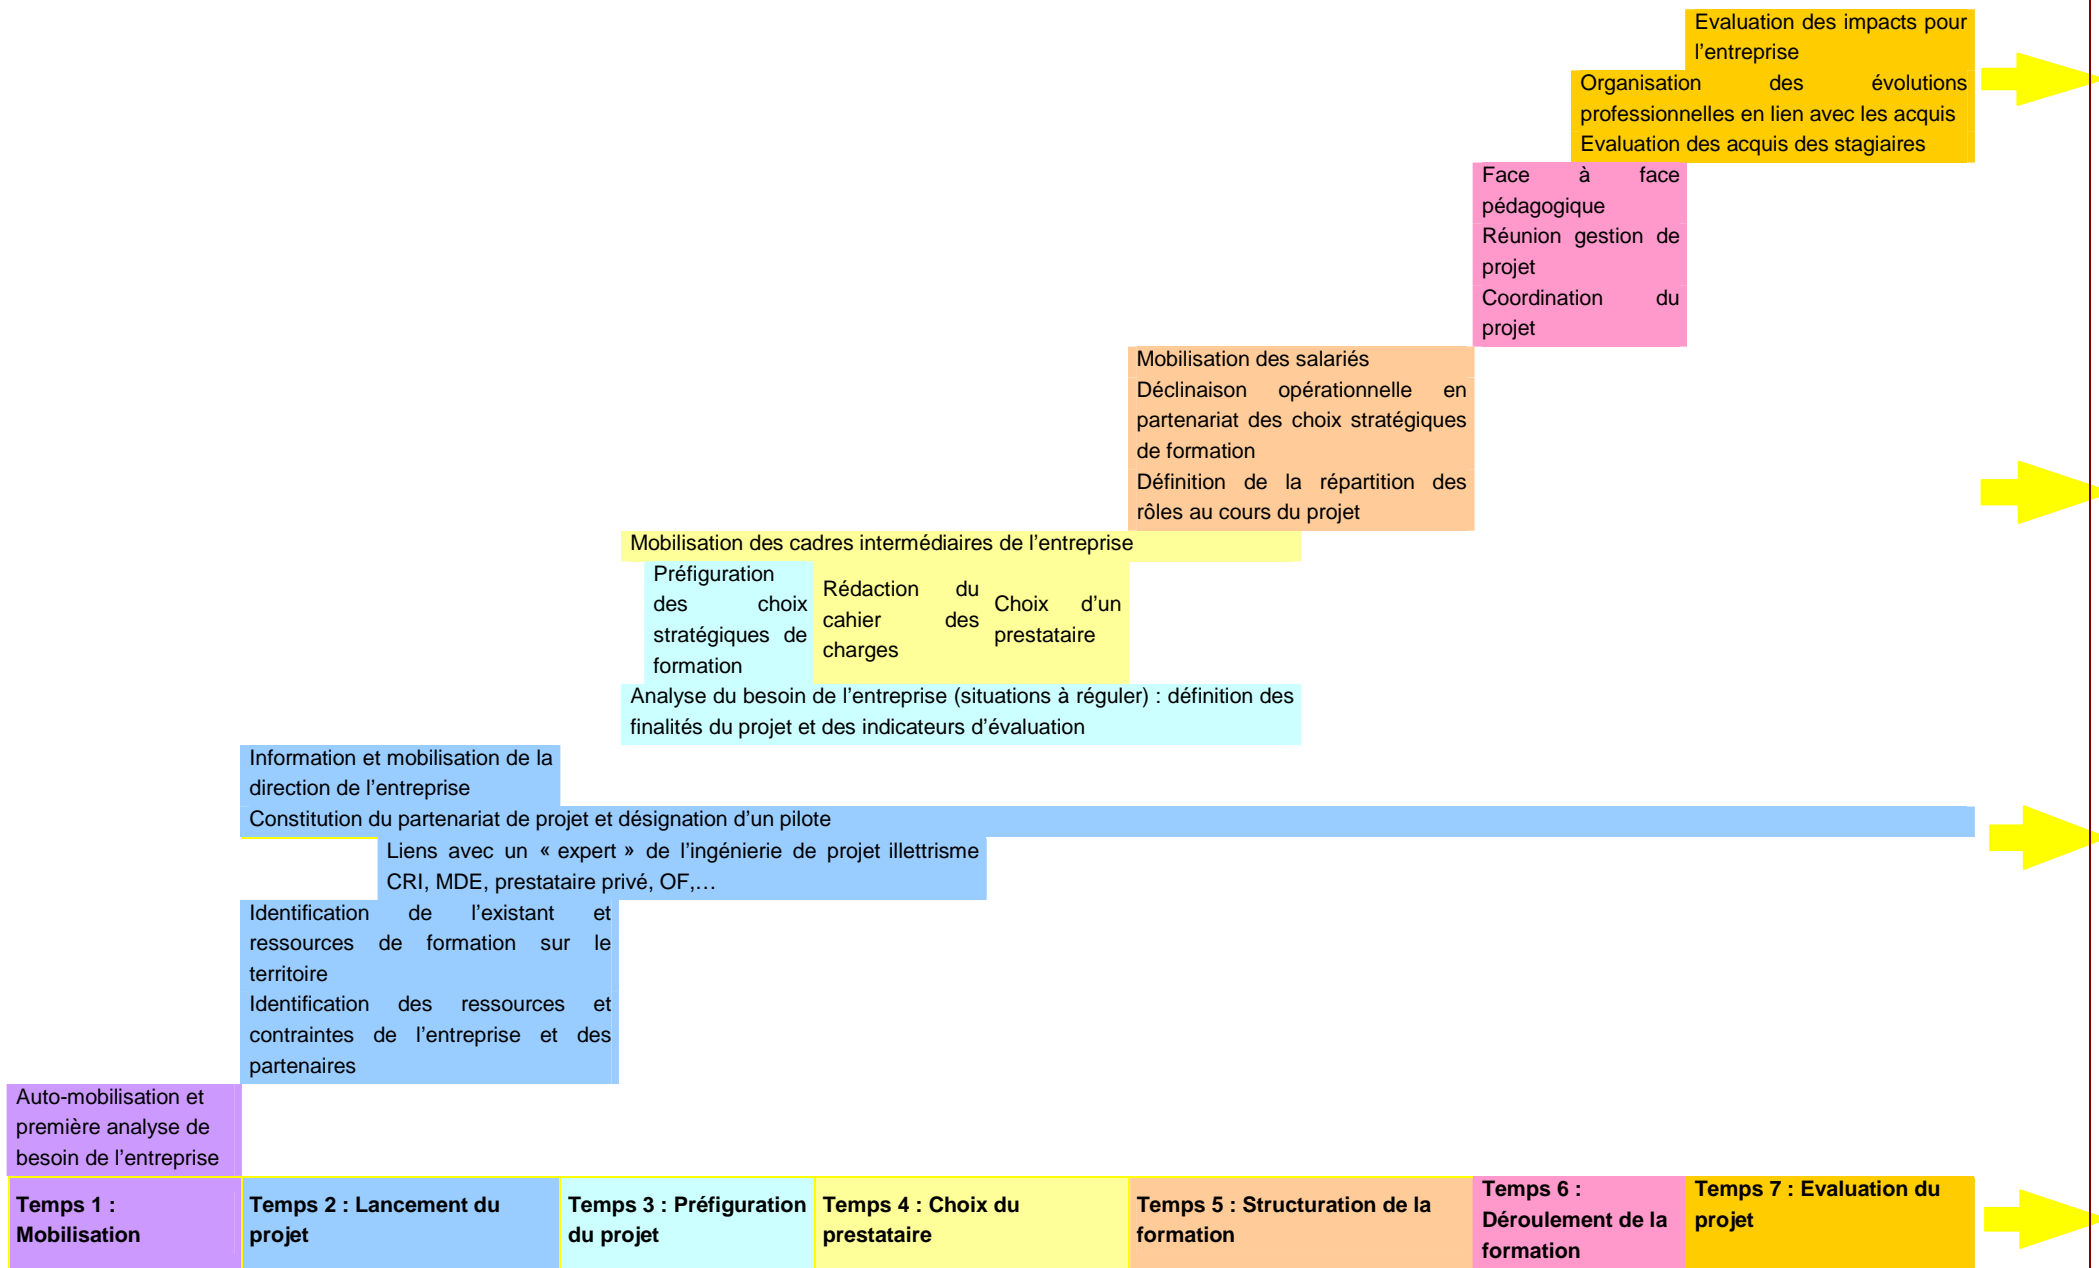 Evaluation des impacts pour
l’entreprise
Organisation des évolutions
professionnelles en lien avec les acquis
Evaluation des acquis des stagiaires
Face à face
pédagogique
Réunion gestion de
projet
Coordination du
projet
Mobilisation des salariés
Déclinaison opérationnelle en
partenariat des choix stratégiques
de formation
Définition de la répartition des
rôles au cours du projet
Mobilisation des cadres intermédiaires de l’entreprise
Préfiguration
des choix
stratégiques de
formation
Rédaction du
cahier des
charges
Choix d’un
prestataire
Analyse du besoin de l’entreprise (situations à réguler) : définition des
finalités du projet et des indicateurs d’évaluation
Information et mobilisation de la
direction de l’entreprise
Constitution du partenariat de projet et désignation d’un pilote
Liens avec un « expert » de l’ingénierie de projet illettrisme
CRI, MDE, prestataire privé, OF,…
Identification de l’existant et
ressources de formation sur le
territoire
Identification des ressources et
contraintes de l’entreprise et des
partenaires
Auto-mobilisation et
première analyse de
besoin de l’entreprise
Temps 1 :
Mobilisation
Temps 2 : Lancement du
projet
Temps 3 : Préfiguration
du projet
Temps 4 : Choix du
prestataire
Temps 5 : Structuration de la
formation
Temps 6 :
Déroulement de la
formation
Temps 7 : Evaluation du
projet